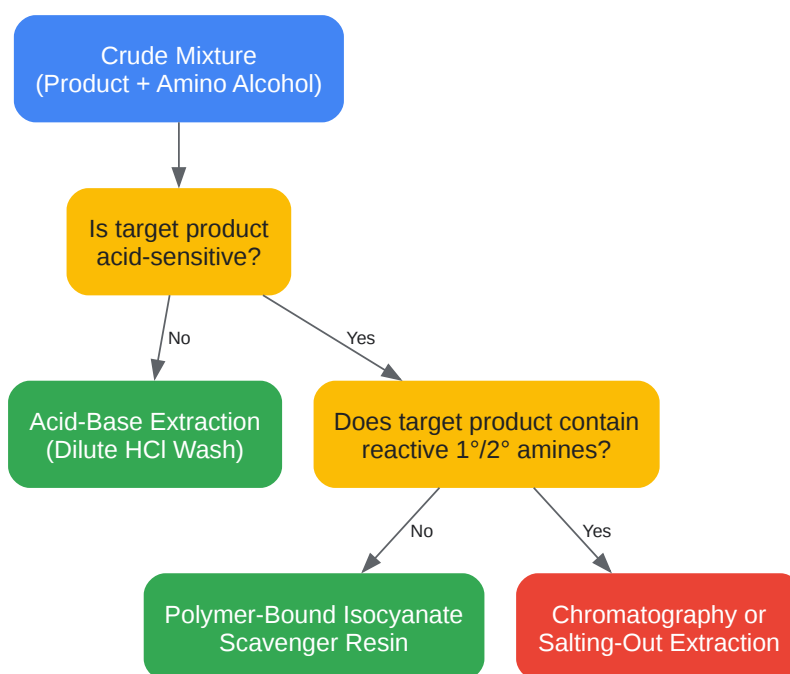 Crude Mixture
(Product + Amino Alcohol)
Is target product
acid-sensitive?
No
Yes
Acid-Base Extraction
(Dilute HCl Wash)
Does target product contain
reactive 1°/2° amines?
No
Yes
Polymer-Bound Isocyanate
Scavenger Resin
Chromatography or
Salting-Out Extraction